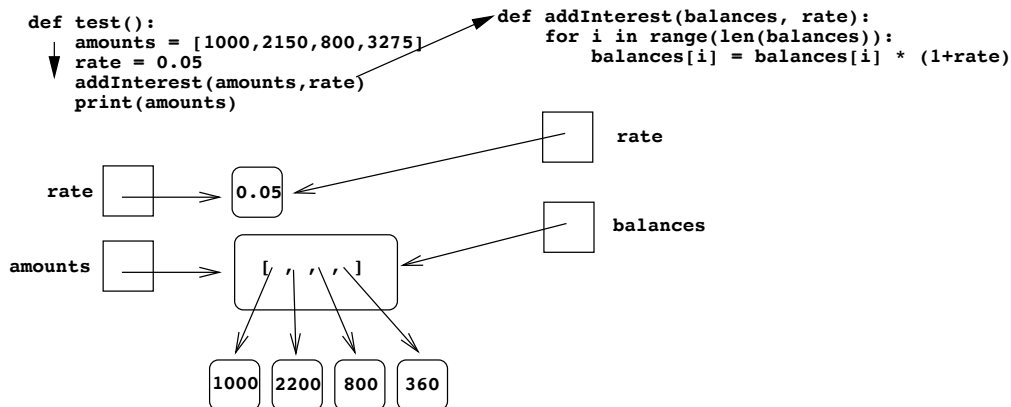 def test():
amounts = [1000,2150,800,3275]
rate = 0.05
addInterest(amounts,rate)
print(amounts)
def addInterest(balances, rate):
for i in range(len(balances)):
balances[i] = balances[i] * (1+rate)
rate
rate
0.05
balances
amounts
[ , , , ]
1000
2200
800
360